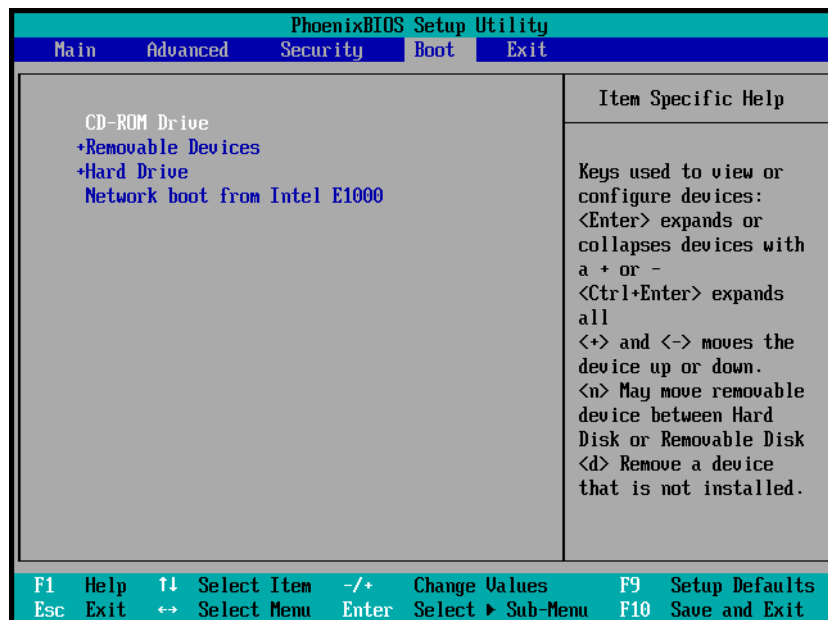 PhoenixBIOS Setup Utility
Main Advanced Security Boot Exit
CD-ROM Drive
+Removable Devices
+Hard Drive
Network boot from Intel E1000
Item Specific Help
Keys used to view or
configure devices:
<Enter> expands or
collapses devices with
a + or -
<Ctrl+Enter> expands
all
<+> and <-> moves the
device up or down.
<n> May move removable
device between Hard
Disk or Removable Disk
<d> Remove a device
that is not installed.
F1 Help ↑↓ Select Item -/+ Change Values F9 Setup Defaults
Esc Exit ↔ Select Menu Enter Select ▶ Sub-Menu F10 Save and Exit